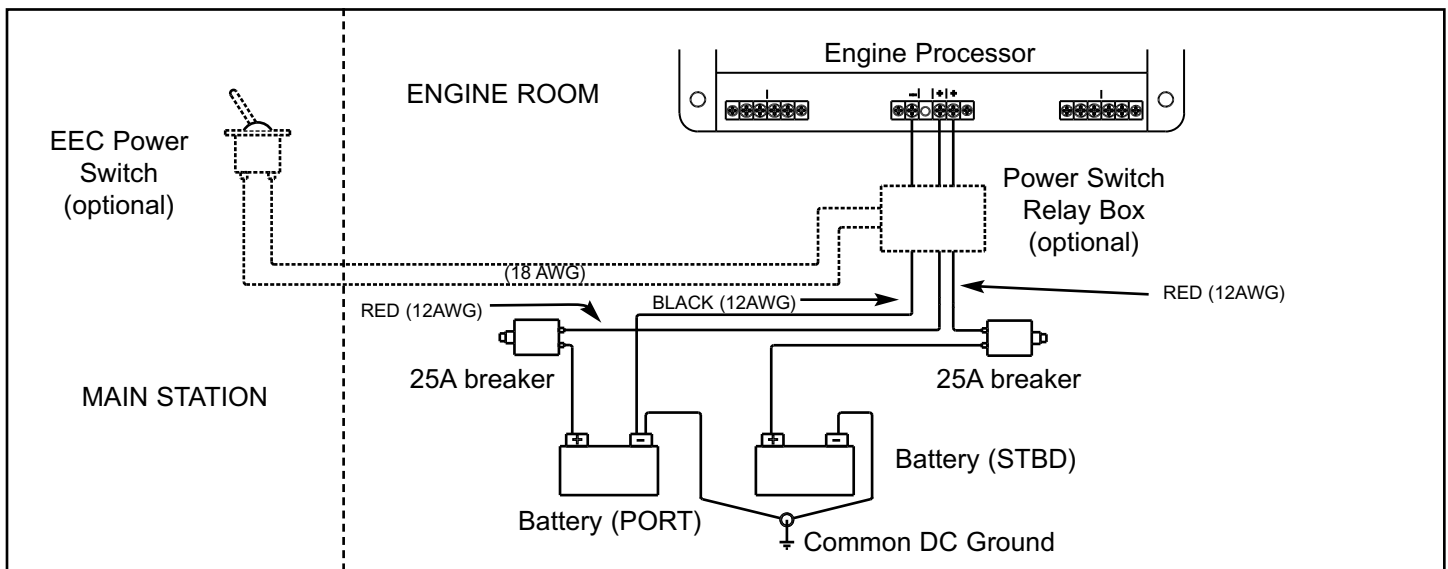 Engine Processor
ENGINE ROOM
EEC Power
Switch
(optional)
Power Switch
Relay Box
(optional)
(18 AWG)
RED (12AWG)
BLACK (12AWG)
RED (12AWG)
25A breaker
25A breaker
MAIN STATION
Battery (STBD)
Battery (PORT)
Common DC Ground